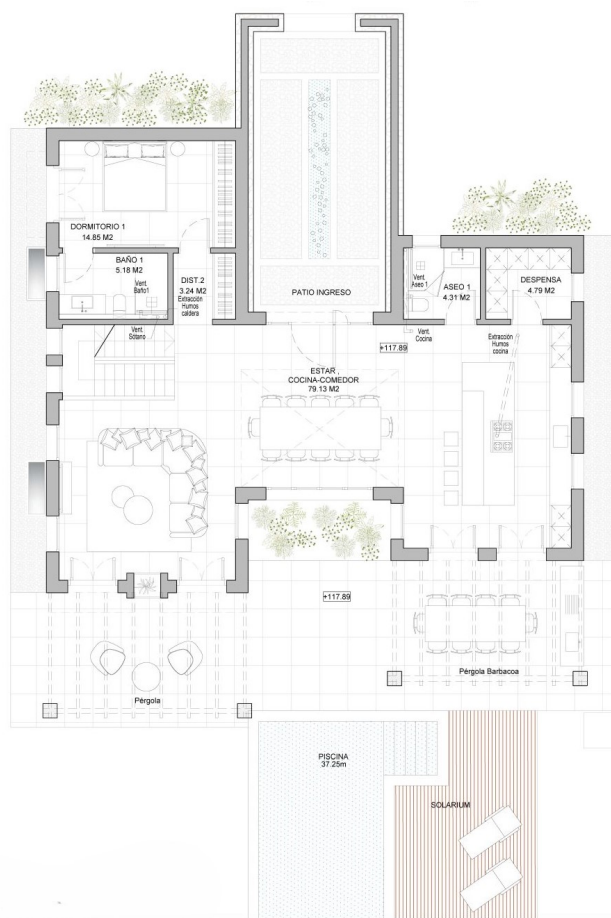 DORMITORIO 1
14.85 M2
BAÑO 1
5.18 M2
Vent.
Baño1
DIST.2
3.24 M2
Extracción
Humos
caldera
Vent.
Sótano
PATIO INGRESO
Vent.
Aseo 1
ASEO 1
4.31 M2
DESPENSA
4.79 M2
Vent.
Cocina
+117.89
Extracción
Humos
cocina
ESTAR ,
COCINA-COMEDOR
79.13 M2
+117.89
Pérgola
Pérgola Barbacoa
PISCINA
37.25m
SOLARIUM